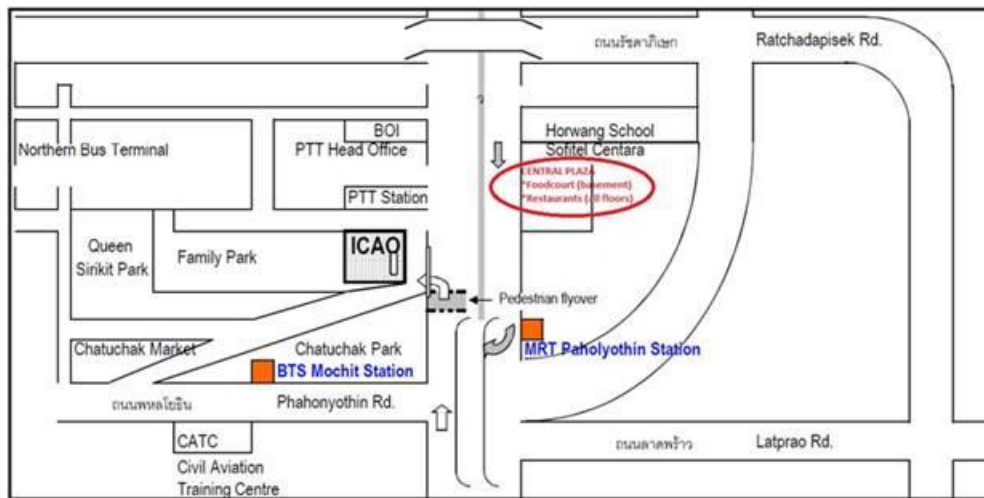 ถนนรัชดาภิเษก
Ratchadapisek Rd.
BOI
Horwang School
Northern Bus Terminal
PTT Head Office
Sofitel Centara
CENTRAL PLAZA
*Foodcourt (basement)
*Restaurants (all floors)
PTT Station
ICAO
Queen
Sirikit Park
Family Park
Pedestrian flyover
Chatuchak Market
Chatuchak Park
MRT Paholyothin Station
BTS Mochit Station
ถนนพหลโยธิน
Phahonyothin Rd.
CATC
Civil Aviation
Training Centre
ถนนลาดพร้าว
Latprao Rd.